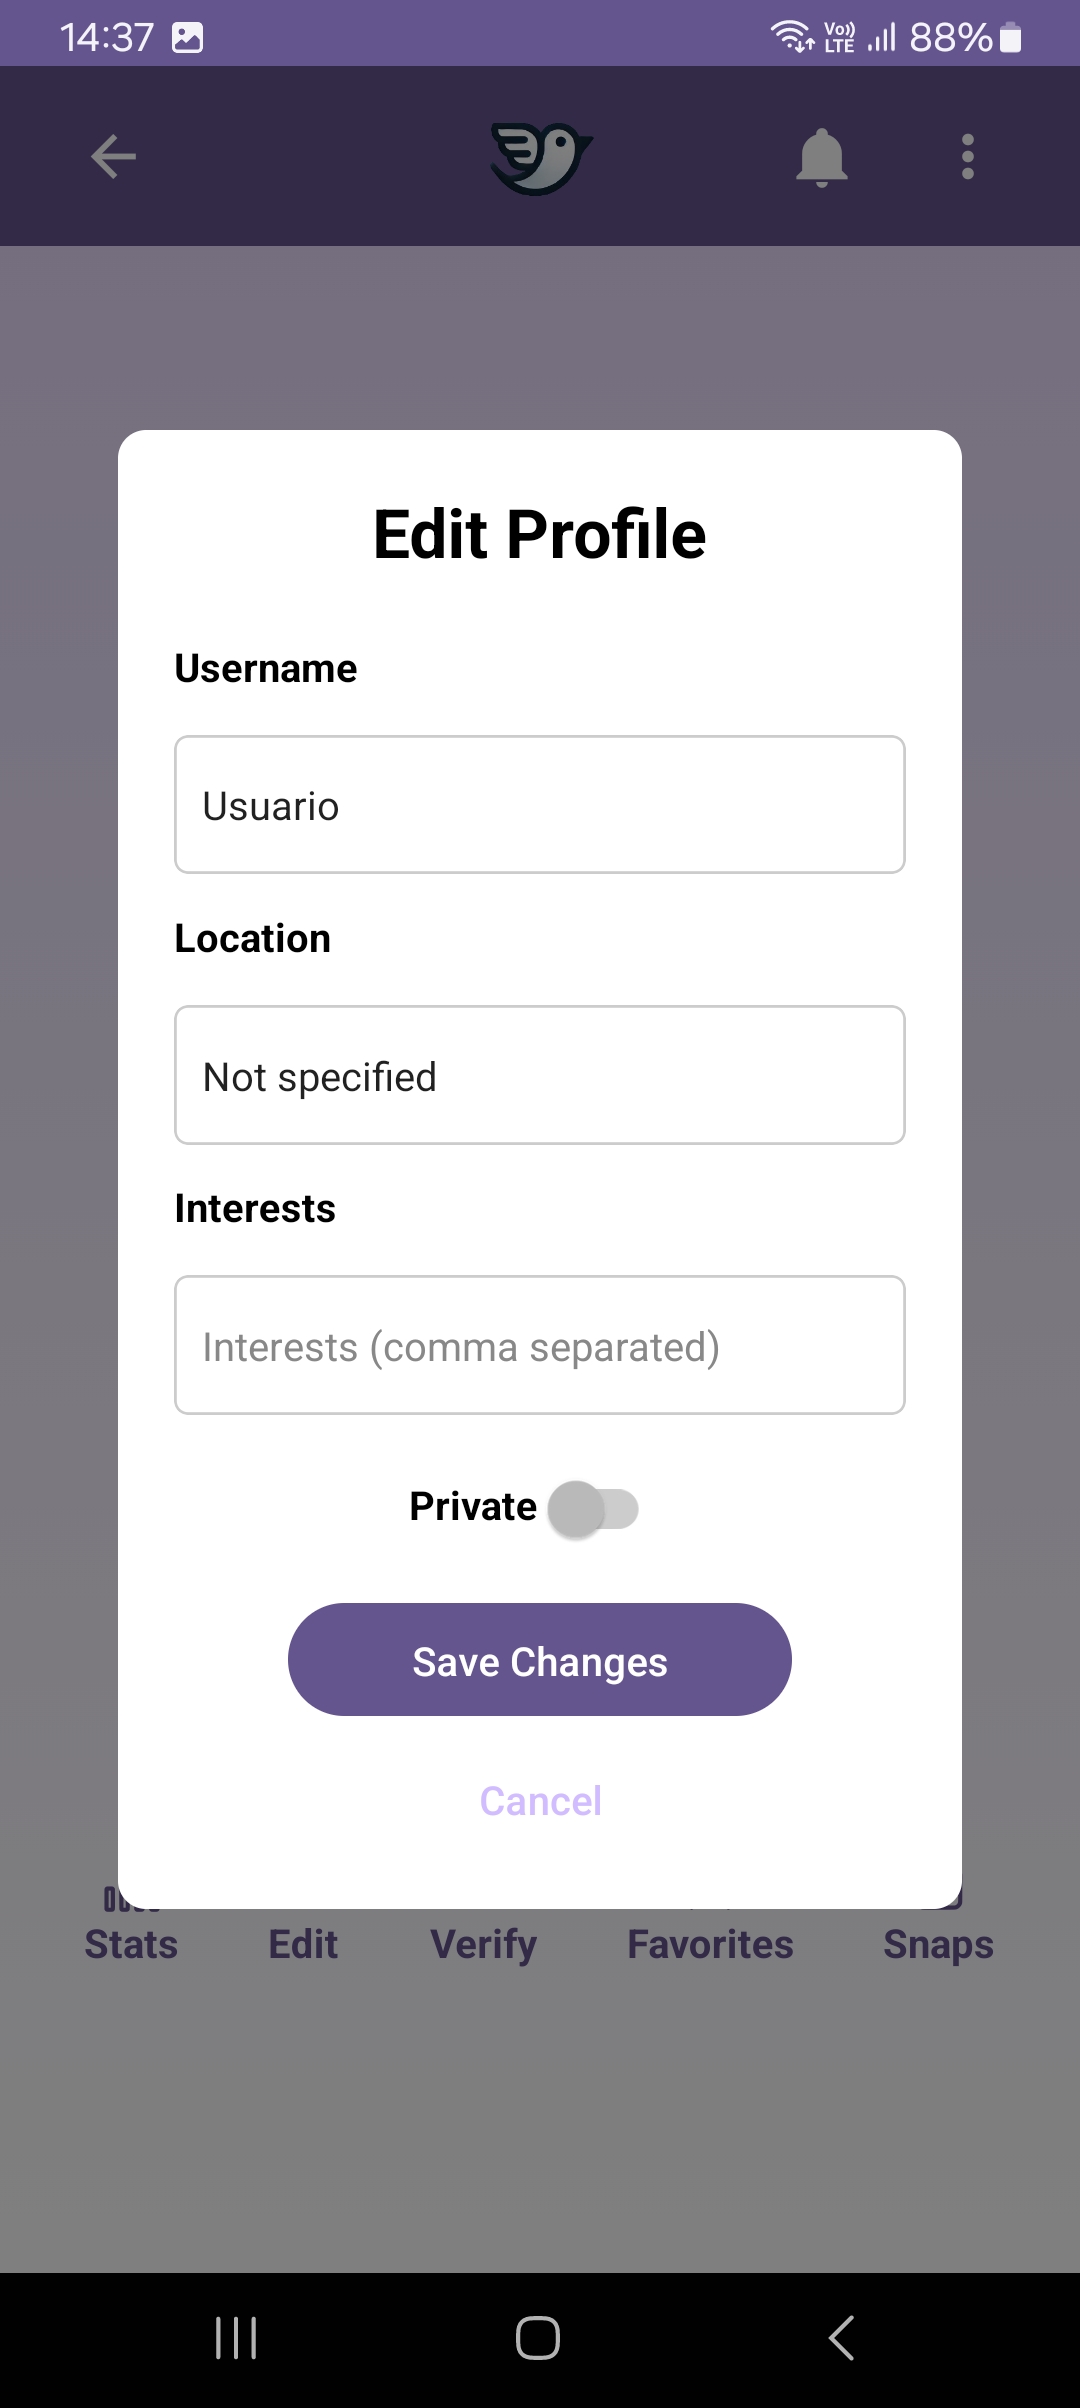 14:37
Vo)) LTE 88%
Edit Profile
Username
Usuario
Location
Not specified
Interests
Interests (comma separated)
Private
Save Changes
Cancel
Stats Edit Verify Favorites Snaps